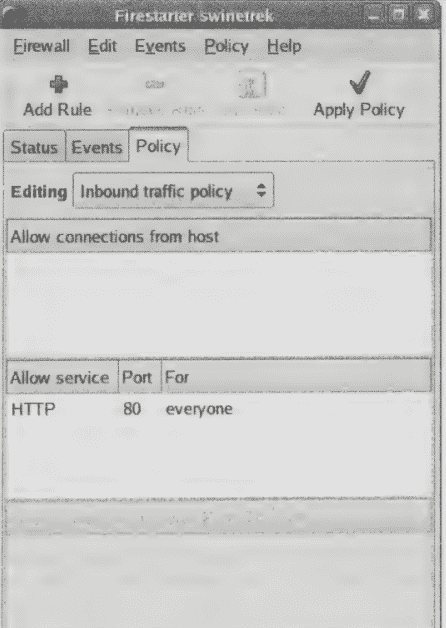 Firestarter swinetrek
Firewall Edit Events Policy Help
Add Rule Apply Policy
Status Events Policy
Editing Inbound traffic policy
Allow connections from host
Allow service Port For
HTTP 80 everyone